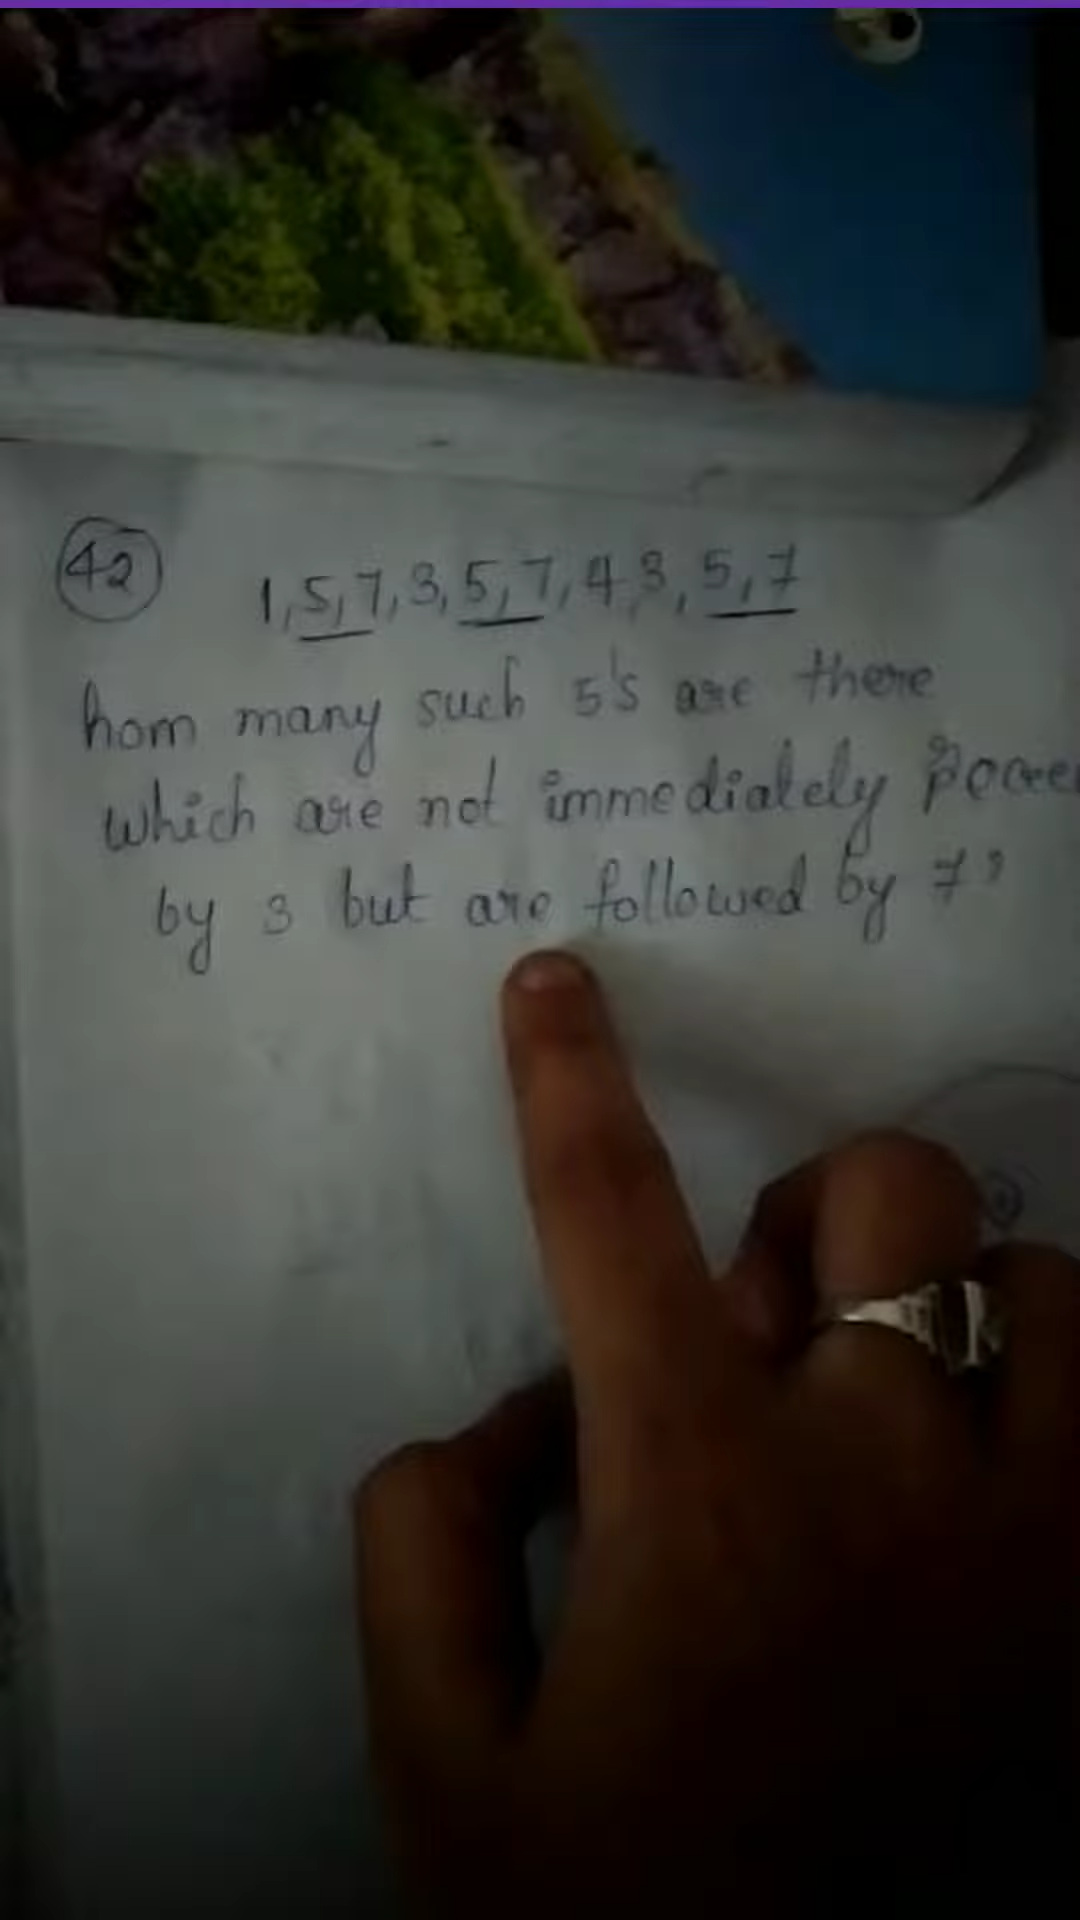 42 1, 5, 7, 3, 5, 7, 4 3, 5, 7
hom many such 5's are there
which are not immediately
by 3 but are followed by 7?